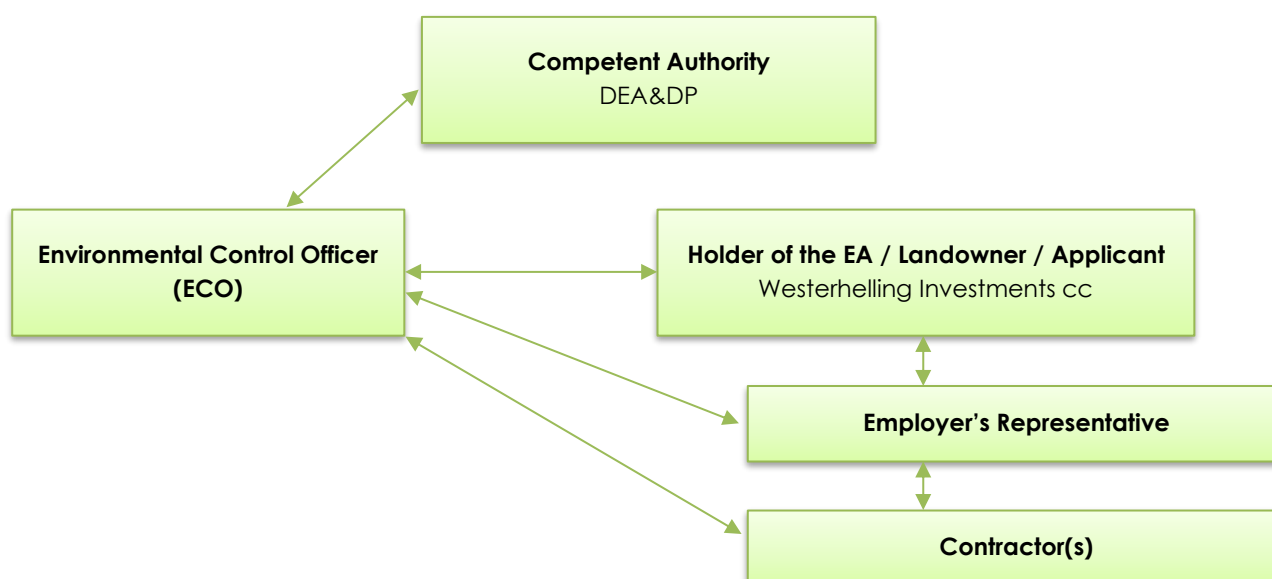 Competent Authority
DEA&DP
Environmental Control Officer
(ECO)
Holder of the EA / Landowner / Applicant
Westerhelling Investments cc
Employer’s Representative
Contractor(s)